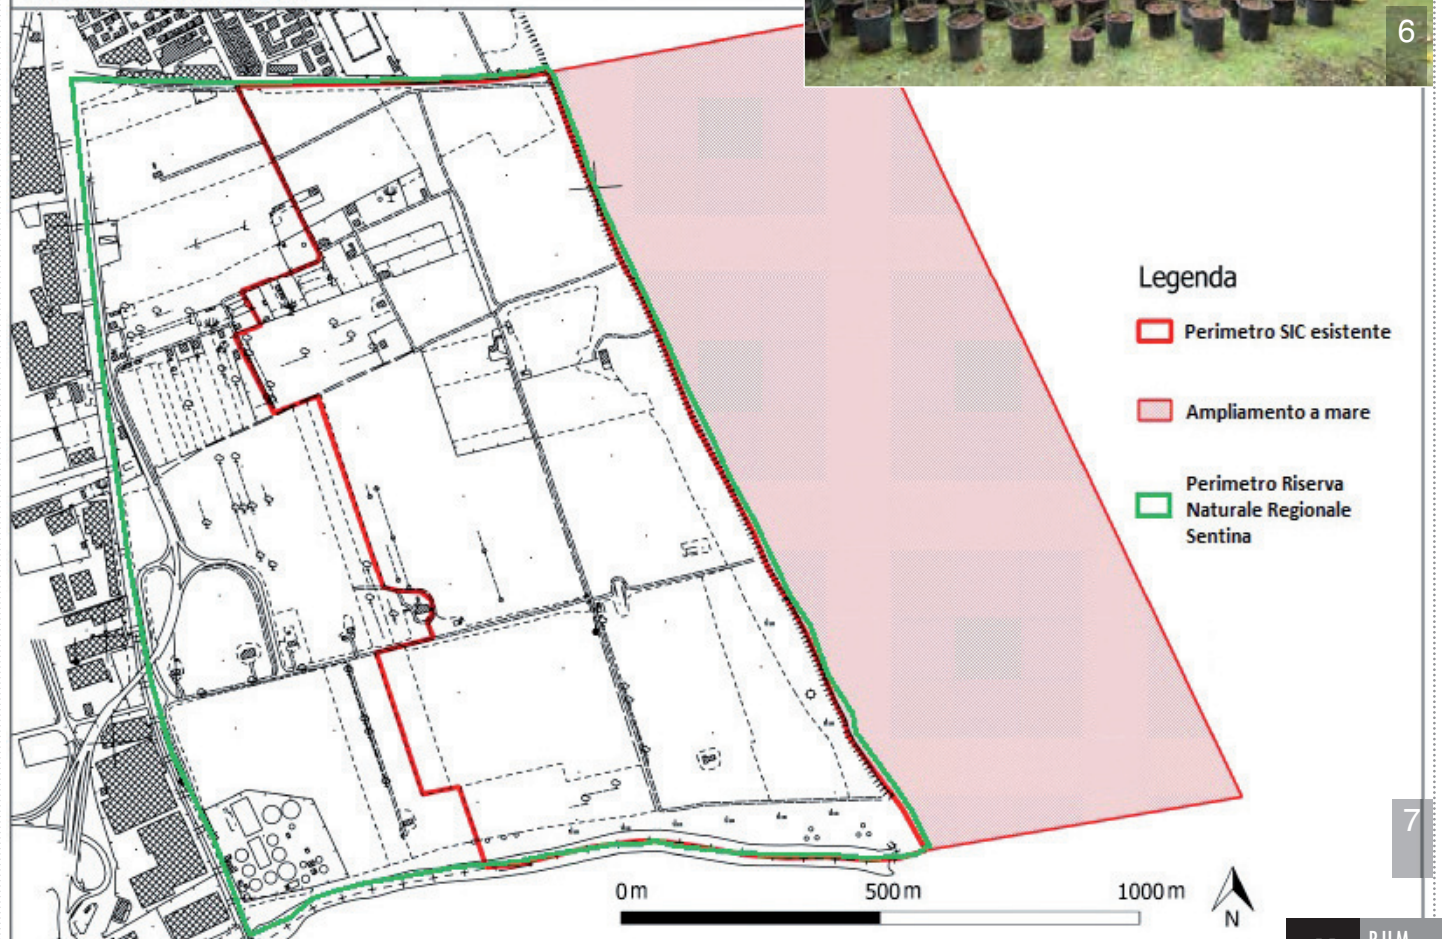 6
Legenda
Perimetro SIC esistente
Ampliamento a mare
Perimetro Riserva
Naturale Regionale
Sentina
7
0 m 500 m 1000 m
N